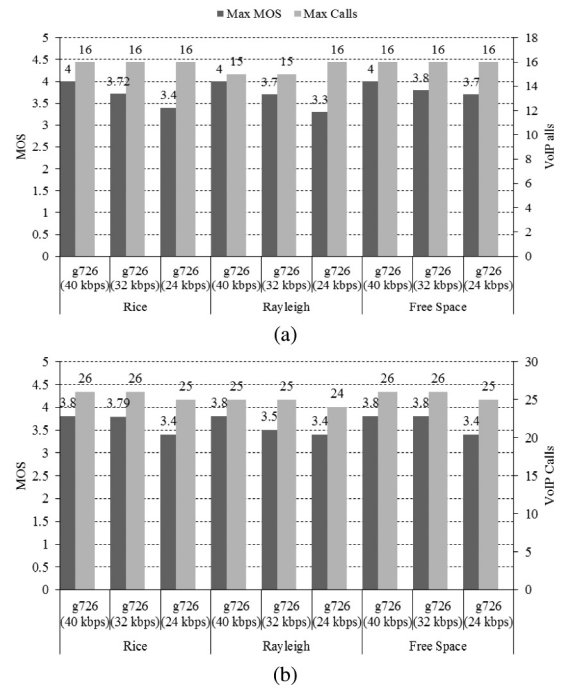 Max MOS Max Calls
5 18
4.5 16
4 14
3.5 12
3 10
2.5 8
2 6
1.5 4
1 2
0.5 0
0
MOS
VoIP alls
4 16 3.72 16 3.4 16 4 15 3.7 15 3.3 16 4 16 3.8 16 3.7 16
g726 g726 g726 g726 g726 g726 g726 g726 g726
(40 kbps) (32 kbps) (24 kbps) (40 kbps) (32 kbps) (24 kbps) (40 kbps) (32 kbps) (24 kbps)
Rice Rayleigh Free Space
(a)
5 30
4.5 25
4 20
3.5 15
3 10
2.5 5
2 0
1.5
1
0.5
0
MOS
VoIP Calls
3.8 26 3.79 26 3.4 25 3.8 25 3.5 25 3.4 24 3.8 26 3.8 26 3.4 25
g726 g726 g726 g726 g726 g726 g726 g726 g726
(40 kbps) (32 kbps) (24 kbps) (40 kbps) (32 kbps) (24 kbps) (40 kbps) (32 kbps) (24 kbps)
Rice Rayleigh Free Space
(b)